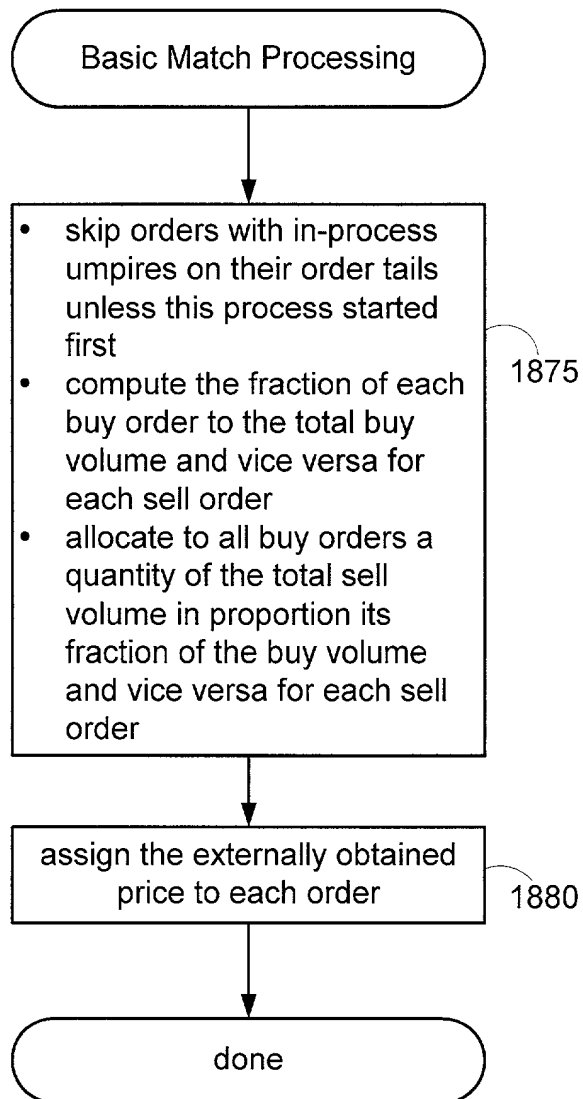 Basic Match Processing
• skip orders with in-process
umpires on their order tails
unless this process started
first
1875
• compute the fraction of each
buy order to the total buy
volume and vice versa for
each sell order
• allocate to all buy orders a
quantity of the total sell
volume in proportion its
fraction of the buy volume
and vice versa for each sell
order
assign the externally obtained
price to each order
1880
done